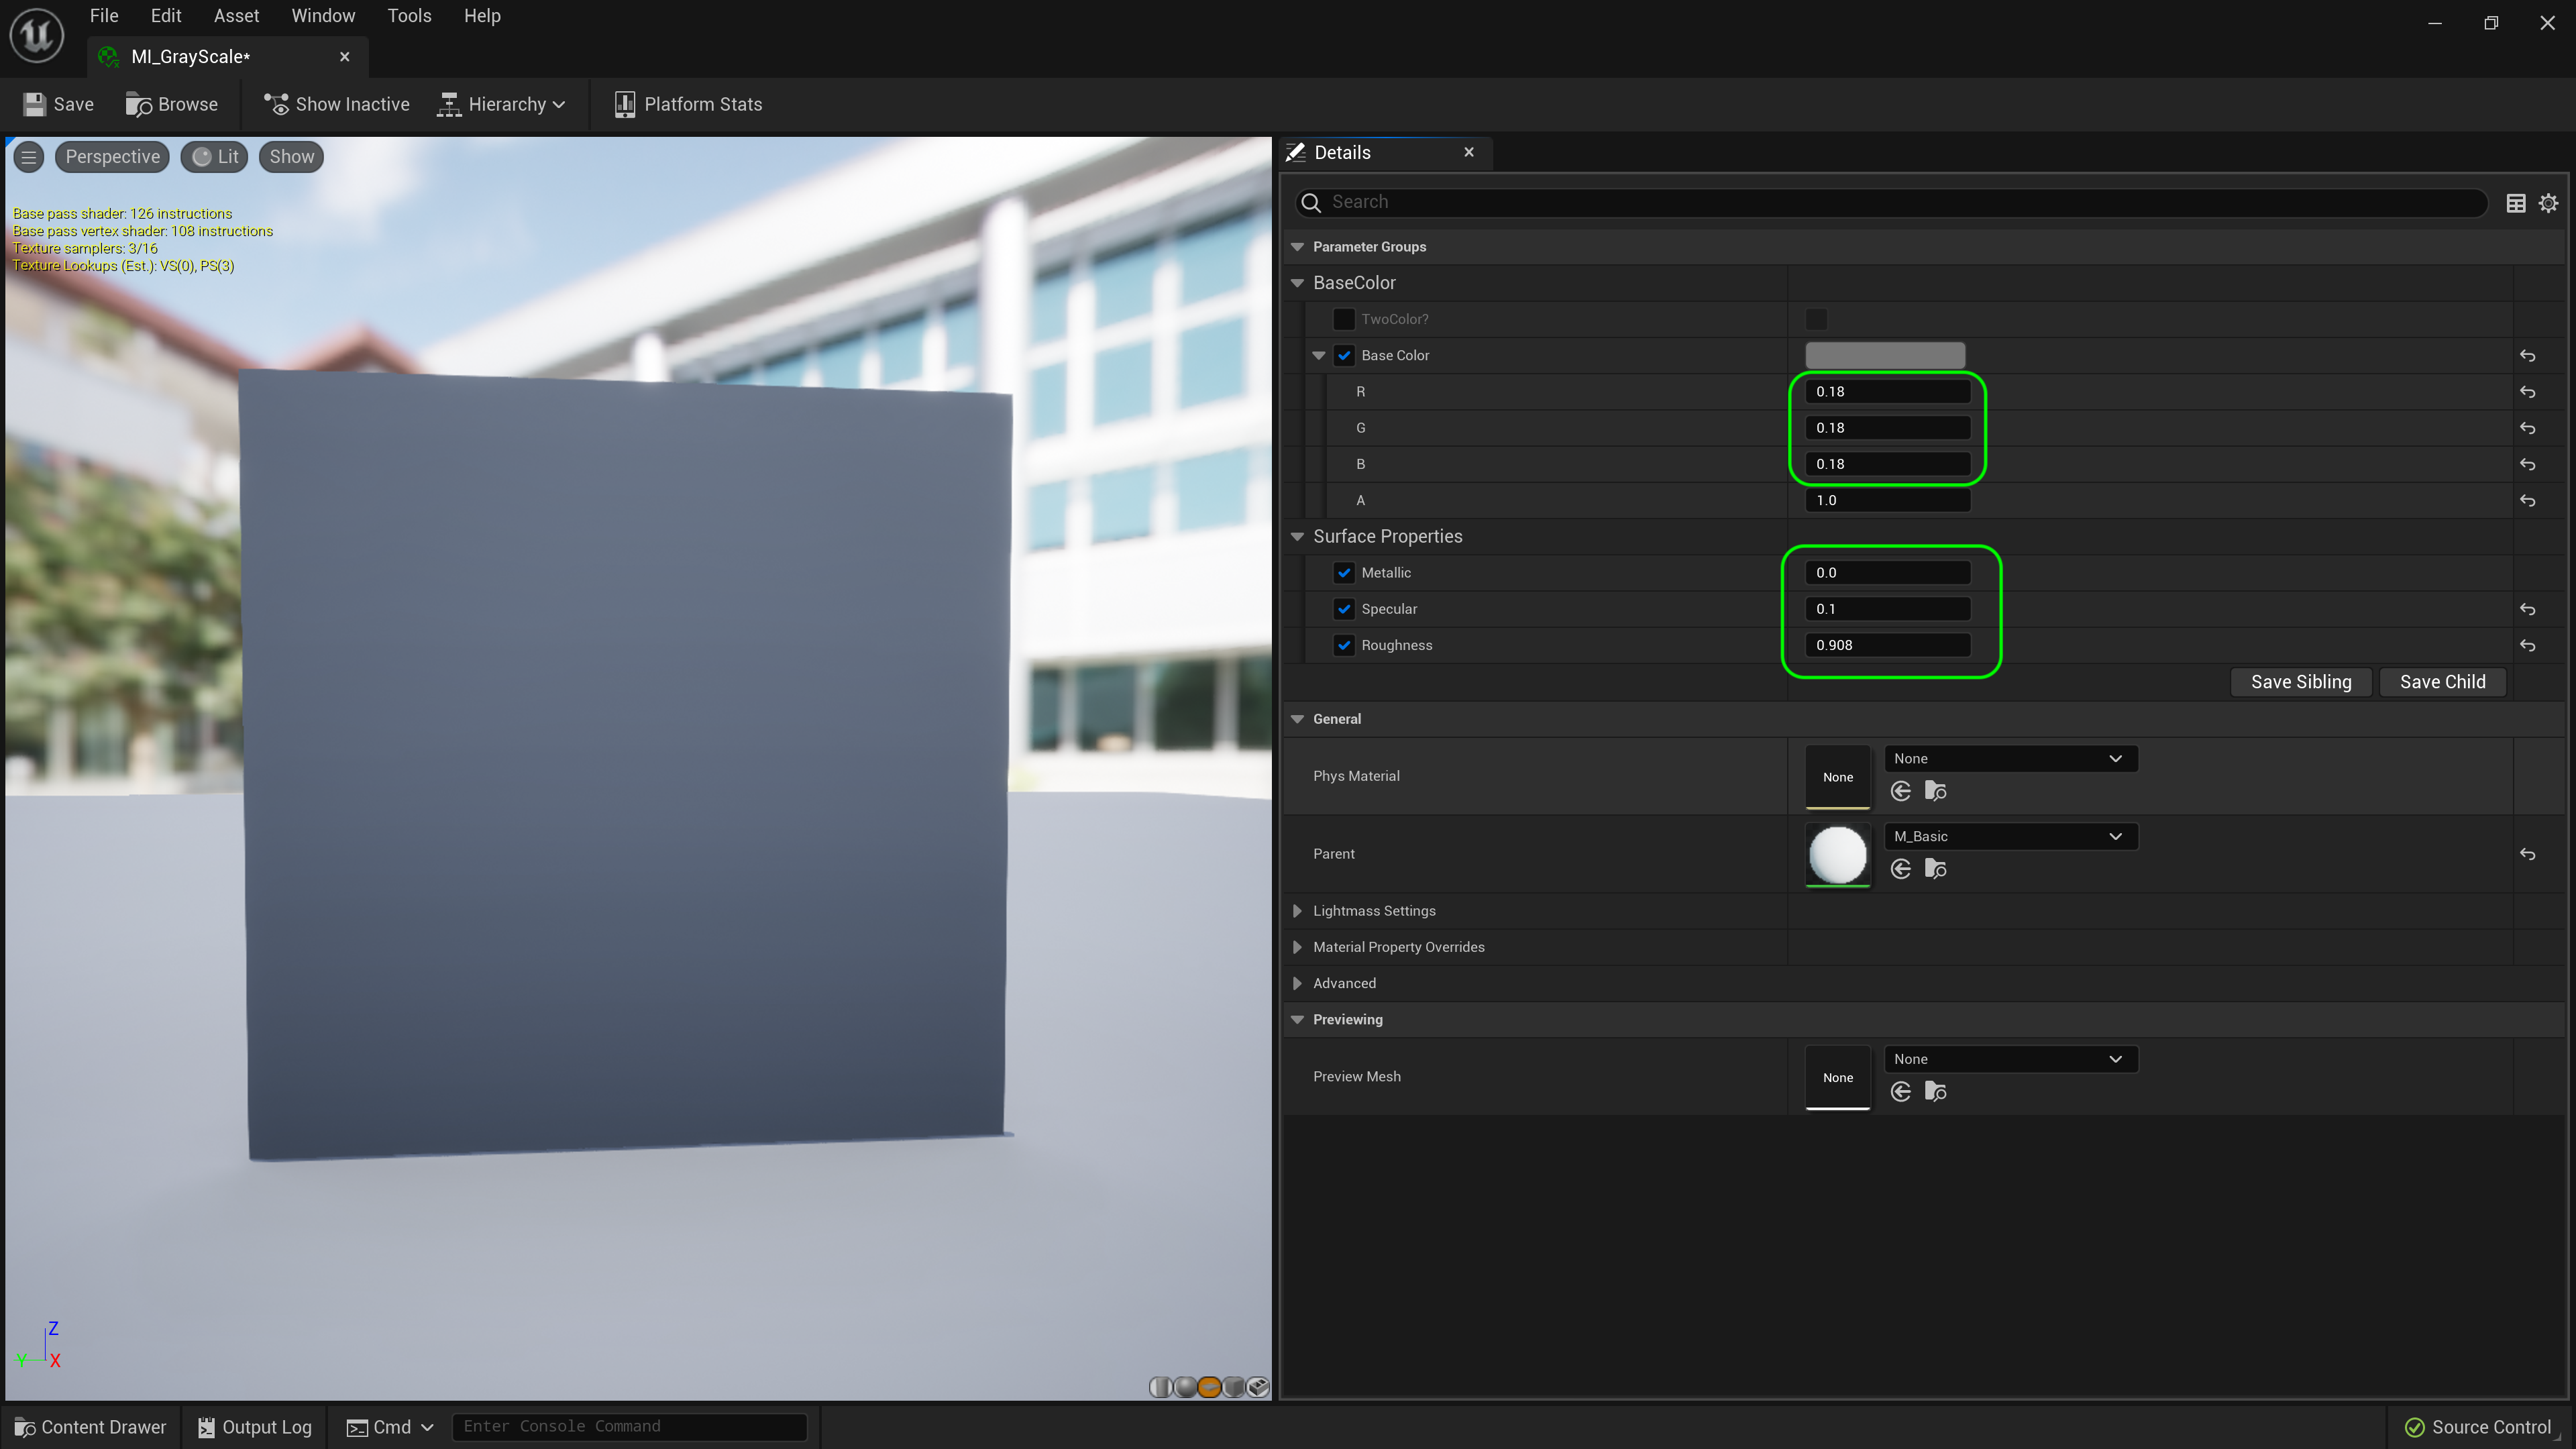 File Edit Asset Window Tools Help
MI_GrayScale*
Save Browse Show Inactive Hierarchy Platform Stats
Perspective Lit Show
Base pass shader: 126 instructions
Base pass vertex shader: 108 instructions
Texture samplers: 3/16
Texture Lookups (Est.): VS(0), PS(3)
Z
Y X
Details
Search
Parameter Groups
BaseColor
TwoColor?
Base Color
R 0.18
G 0.18
B 0.18
A 1.0
Surface Properties
Metallic 0.0
Specular 0.1
Roughness 0.908
Save Sibling Save Child
General
Phys Material None None
Parent M_Basic
Lightmass Settings
Material Property Overrides
Advanced
Previewing
Preview Mesh None None
Content Drawer Output Log Cmd Enter Console Command Source Control